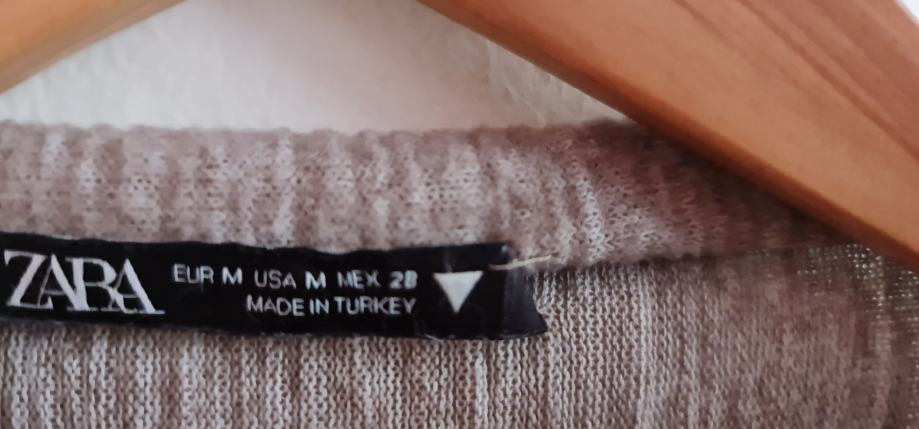 ZARA
EUR M USA M MEX 28
MADE IN TURKEY